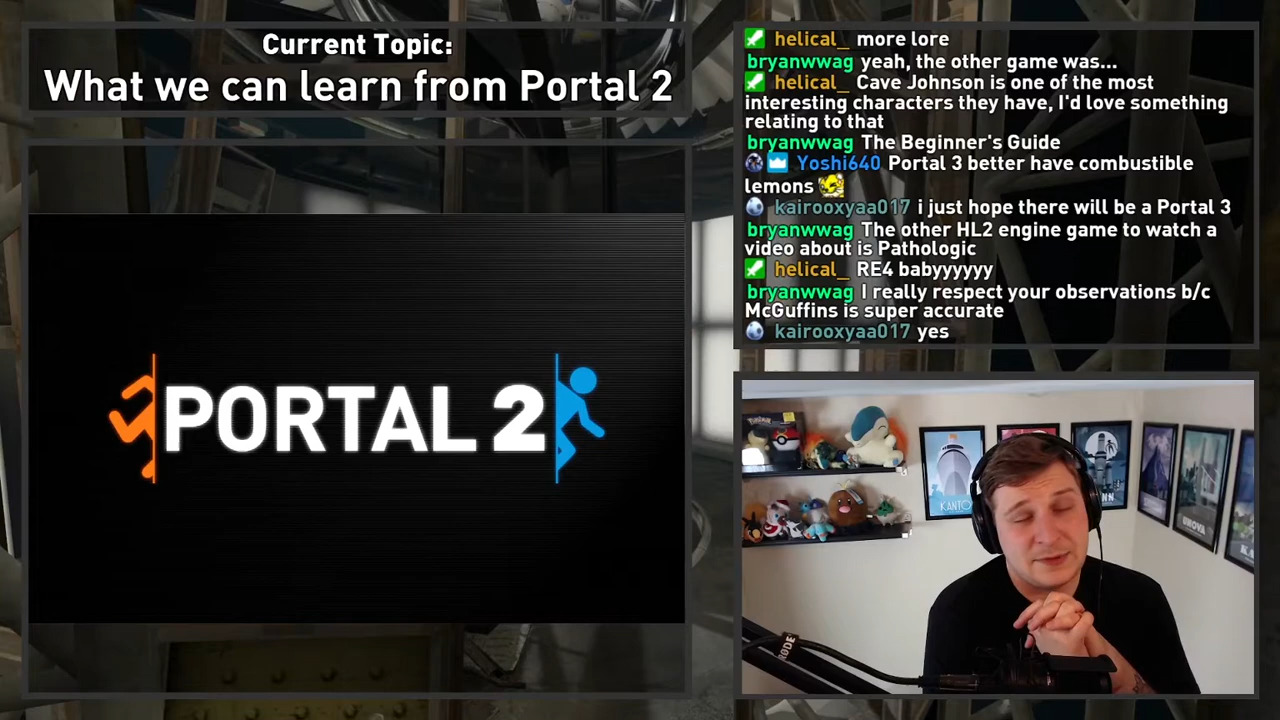 Current Topic:
What we can learn from Portal 2
PORTAL 2
helical_ more lore
bryanwwag yeah, the other game was...
helical_ Cave Johnson is one of the most
interesting characters they have, I'd love something
relating to that
bryanwwag The Beginner's Guide
Yoshi640 Portal 3 better have combustible
lemons
kairooxyaa017 i just hope there will be a Portal 3
bryanwwag The other HL2 engine game to watch a
video about is Pathologic
helical_ RE4 babyyyyyy
bryanwwag I really respect your observations b/c
McGuffins is super accurate
kairooxyaa017 yes
KANTO
UNOVA
RODE